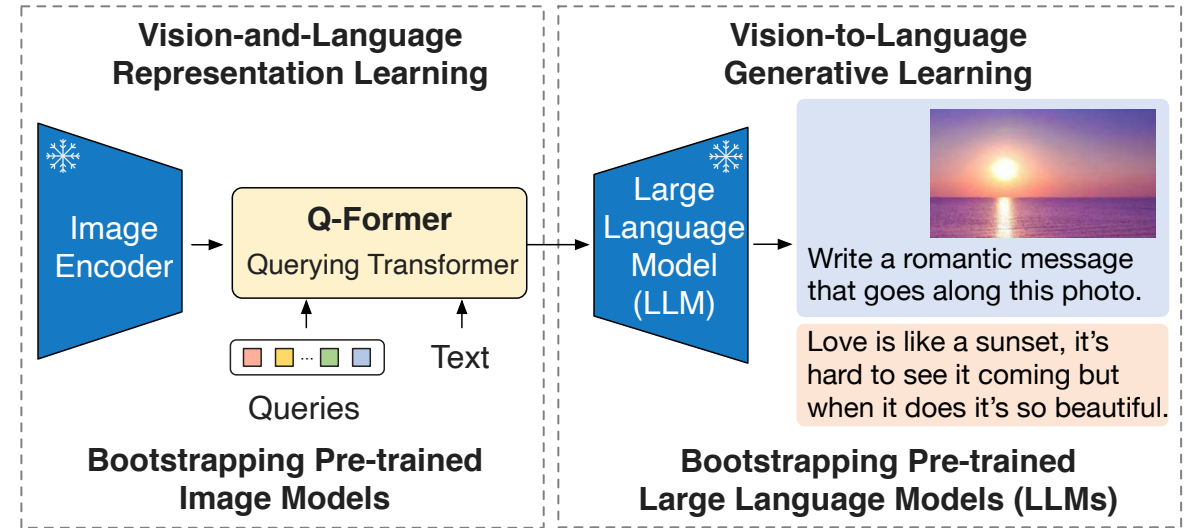 Vision-and-Language
Representation Learning
Image
Encoder
Q-Former
Querying Transformer
...
Queries
Text
Bootstrapping Pre-trained
Image Models
Vision-to-Language
Generative Learning
Large
Language
Model
(LLM)
Write a romantic message
that goes along this photo.
Love is like a sunset, it's
hard to see it coming but
when it does it's so beautiful.
Bootstrapping Pre-trained
Large Language Models (LLMs)